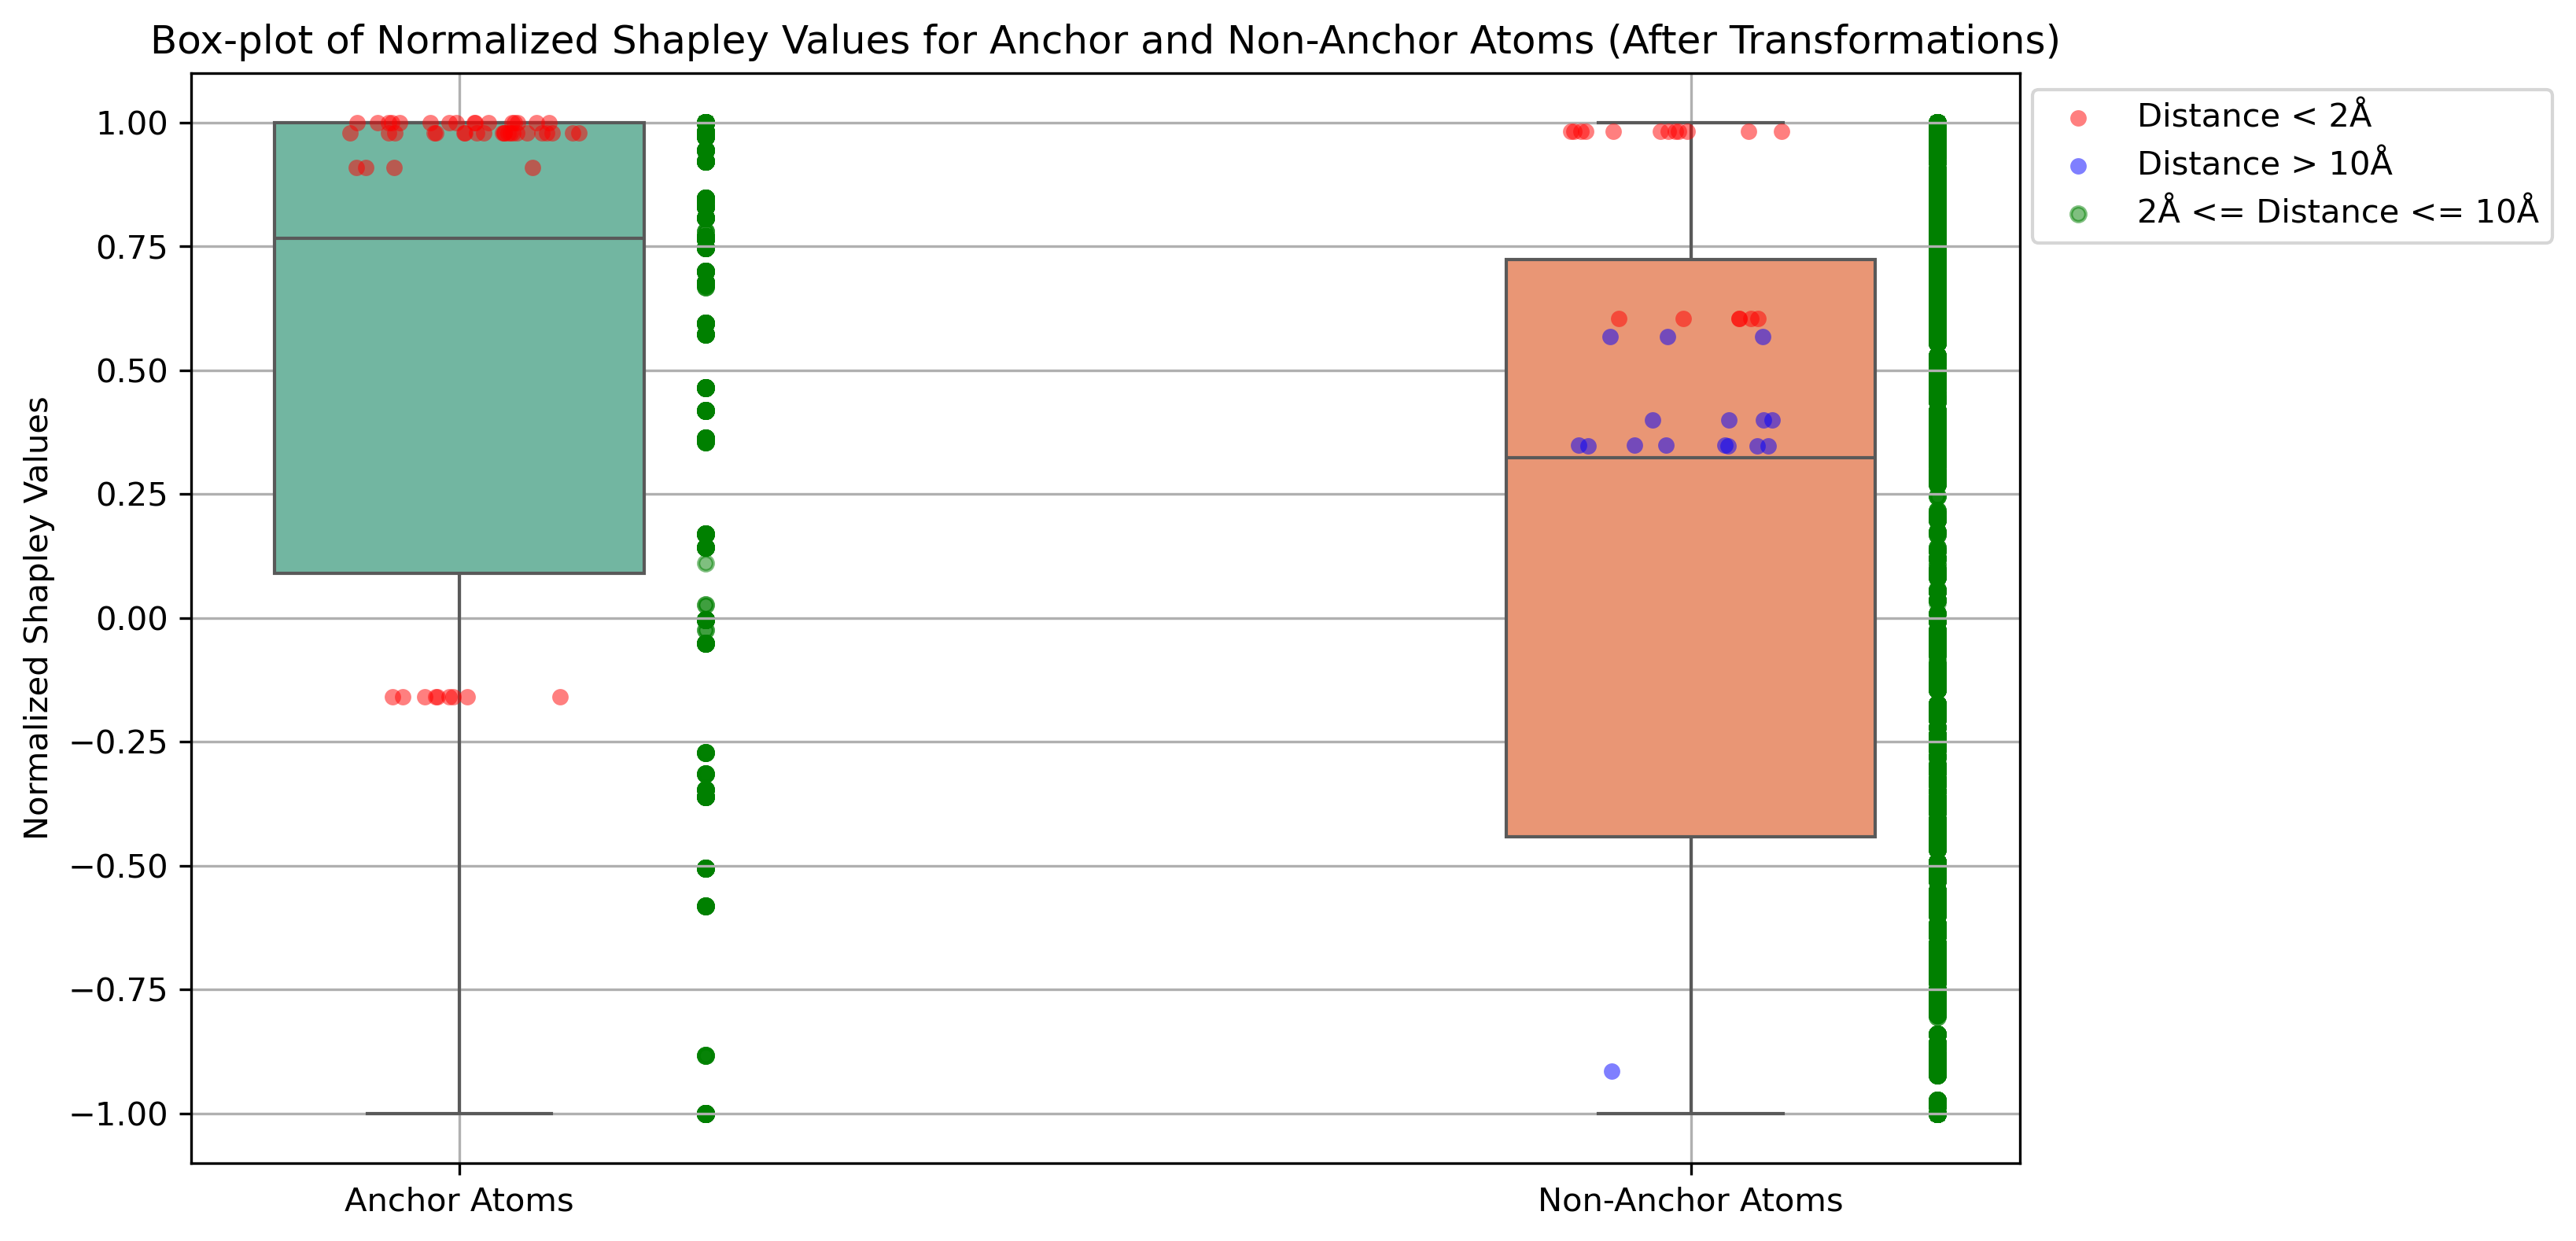 Box-plot of Normalized Shapley Values for Anchor and Non-Anchor Atoms (After Transformations)
Normalized Shapley Values
1.00
0.75
0.50
0.25
0.00
−0.25
−0.50
−0.75
−1.00
Anchor Atoms
Non-Anchor Atoms
Distance < 2Å
Distance > 10Å
2Å <= Distance <= 10Å